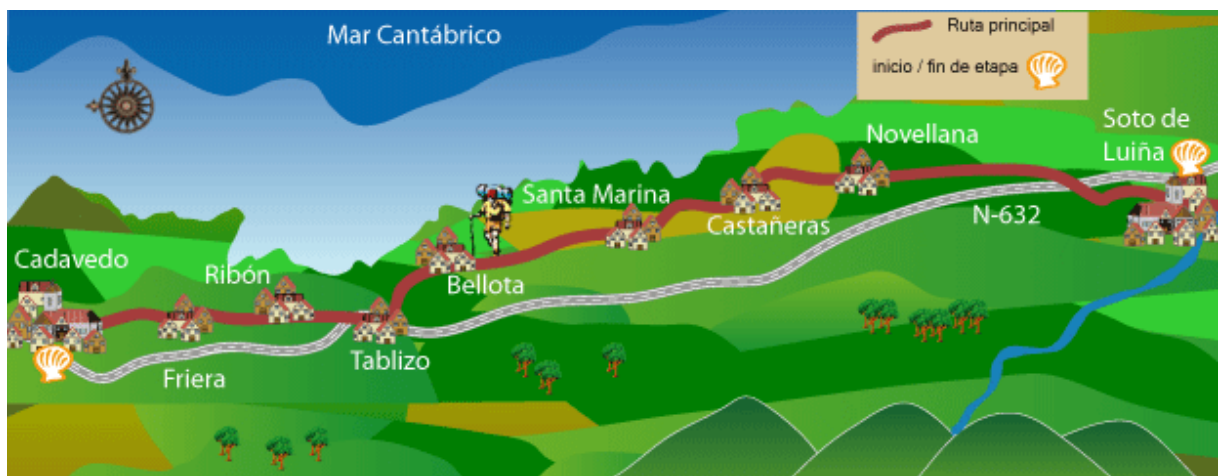 Mar Cantábrico
Ruta principal
inicio / fin de etapa
Soto de
Luiña
Novellana
Santa Marina
Castañeras
N-632
Cadavedo
Ribón
Bellota
Tablizo
Friera